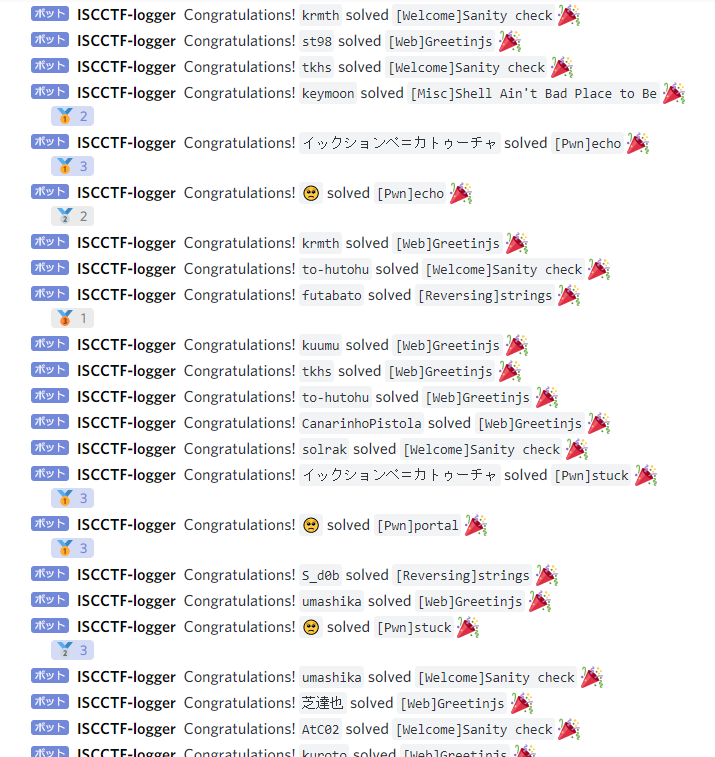 ボット ISCCTF-logger Congratulations! krmth solved [Welcome]Sanity check 🎉
ボット ISCCTF-logger Congratulations! st98 solved [Web]Greetinjs 🎉
ボット ISCCTF-logger Congratulations! tkhs solved [Welcome]Sanity check 🎉
ボット ISCCTF-logger Congratulations! keymoon solved [Misc]Shell Ain't Bad Place to Be 🎉
🥇 2
ボット ISCCTF-logger Congratulations! イックションペ=カトゥーチャ solved [Pwn]echo 🎉
🥇 3
ボット ISCCTF-logger Congratulations! 🥺 solved [Pwn]echo 🎉
🥈 2
ボット ISCCTF-logger Congratulations! krmth solved [Web]Greetinjs 🎉
ボット ISCCTF-logger Congratulations! to-hutohu solved [Welcome]Sanity check 🎉
ボット ISCCTF-logger Congratulations! futabato solved [Reversing]strings 🎉
🥉 1
ボット ISCCTF-logger Congratulations! kuumu solved [Web]Greetinjs 🎉
ボット ISCCTF-logger Congratulations! tkhs solved [Web]Greetinjs 🎉
ボット ISCCTF-logger Congratulations! to-hutohu solved [Web]Greetinjs 🎉
ボット ISCCTF-logger Congratulations! CanarinhoPistola solved [Web]Greetinjs 🎉
ボット ISCCTF-logger Congratulations! solrak solved [Welcome]Sanity check 🎉
ボット ISCCTF-logger Congratulations! イックションペ=カトゥーチャ solved [Pwn]stuck 🎉
🥇 3
ボット ISCCTF-logger Congratulations! 🥺 solved [Pwn]portal 🎉
🥇 3
ボット ISCCTF-logger Congratulations! S_d0b solved [Reversing]strings 🎉
ボット ISCCTF-logger Congratulations! umashika solved [Web]Greetinjs 🎉
ボット ISCCTF-logger Congratulations! 🥺 solved [Pwn]stuck 🎉
🥈 3
ボット ISCCTF-logger Congratulations! umashika solved [Welcome]Sanity check 🎉
ボット ISCCTF-logger Congratulations! 芝達也 solved [Web]Greetinjs 🎉
ボット ISCCTF-logger Congratulations! AtC02 solved [Welcome]Sanity check 🎉
ボット ISCCTF-logger Congratulations! kuroto solved [Web]Greetinjs 🎉